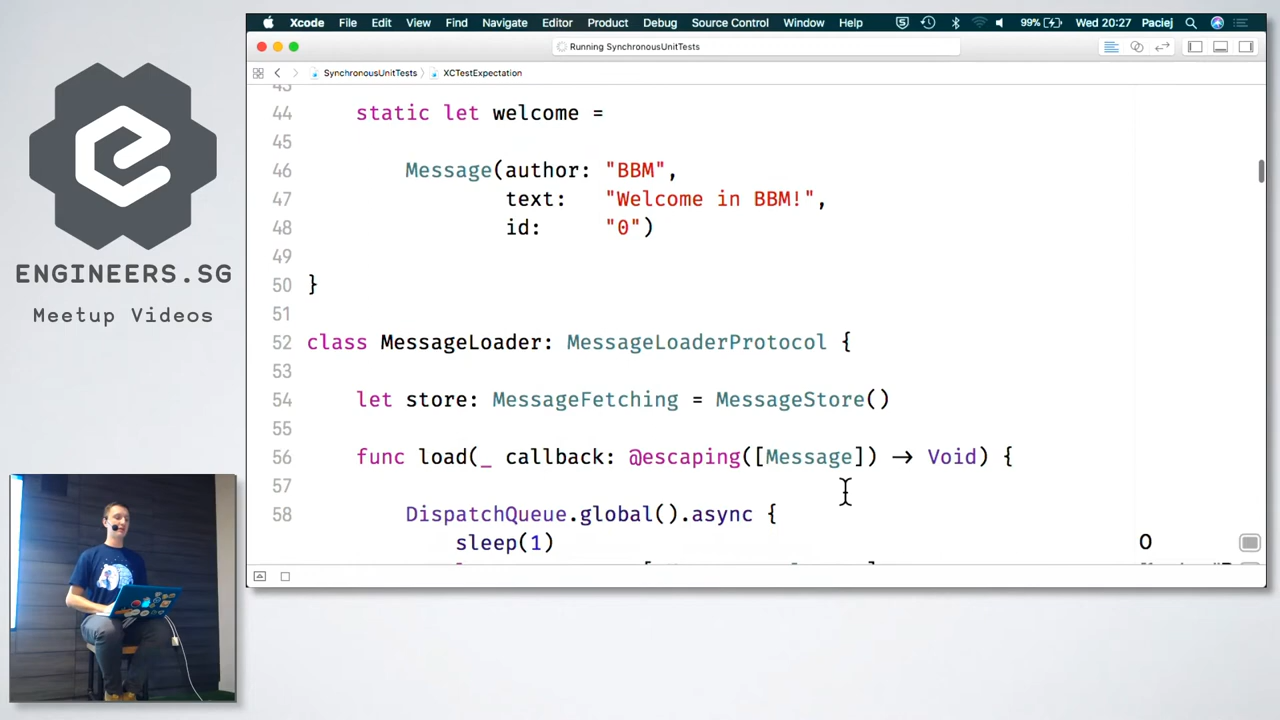 Xcode File Edit View Find Navigate Editor Product Debug Source Control Window Help 99% Wed 20:27 Paciej
Running SynchronousUnitTests
SynchronousUnitTests XCTestExpectation
43
44 static let welcome =
45
46 Message(author: "BBM",
47 text: "Welcome in BBM!",
48 id: "0")
49
50 }
51
52 class MessageLoader: MessageLoaderProtocol {
53
54 let store: MessageFetching = MessageStore()
55
56 func load(_ callback: @escaping([Message]) → Void) {
57
58 DispatchQueue.global().async {
sleep(1) 0
ENGINEERS.SG
Meetup Videos